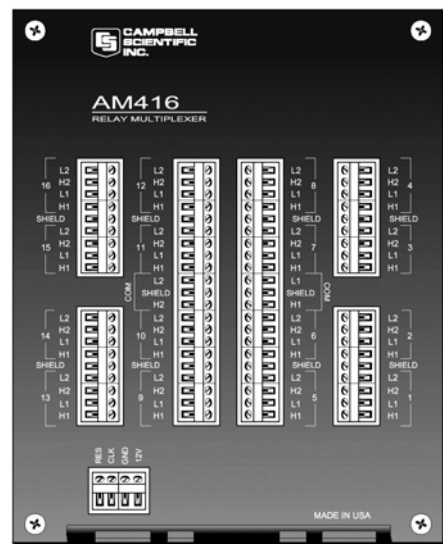 CAMPBELL
SCIENTIFIC
INC.
AM416
RELAY MULTIPLEXER
L2 L2 L2 L2
16 H2 12 H2 H2 8 H2 4
L1 L1 L1 L1
H1 H1 H1 H1
SHIELD SHIELD SHIELD SHIELD
L2 L2 L2 L2
15 H2 11 H2 H2 7 H2 3
L1 L1 L1 L1
H1 H1 H1 H1
COM L2 L1 COM
SHIELD SHIELD
H2 H1
L2 L2 L2 L2
14 H2 10 H2 H2 6 H2 2
L1 L1 L1 L1
H1 H1 H1 H1
SHIELD SHIELD SHIELD SHIELD
L2 L2 L2 L2
13 H2 9 H2 H2 5 H2 1
L1 L1 L1 L1
H1 H1 H1 H1
RES CLK GND 12V
MADE IN USA